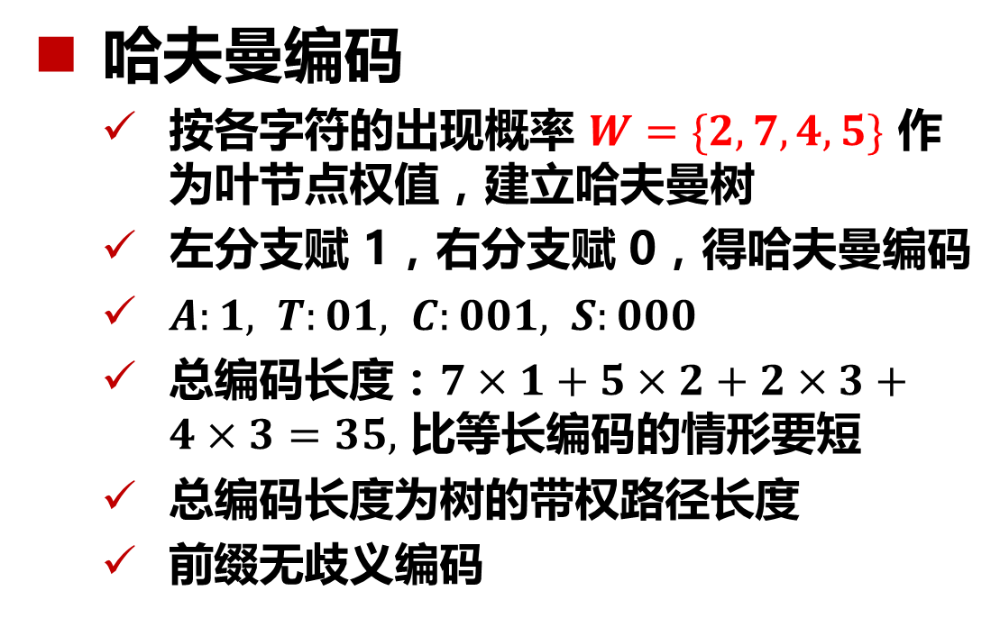 ■ 哈夫曼编码
✓ 按各字符的出现概率 W = {2, 7, 4, 5} 作
为叶节点权值，建立哈夫曼树
✓ 左分支赋 1，右分支赋 0，得哈夫曼编码
✓ A: 1, T: 01, C: 001, S: 000
✓ 总编码长度：7 × 1 + 5 × 2 + 2 × 3 +
4 × 3 = 35, 比等长编码的情形要短
✓ 总编码长度为树的带权路径长度
✓ 前缀无歧义编码